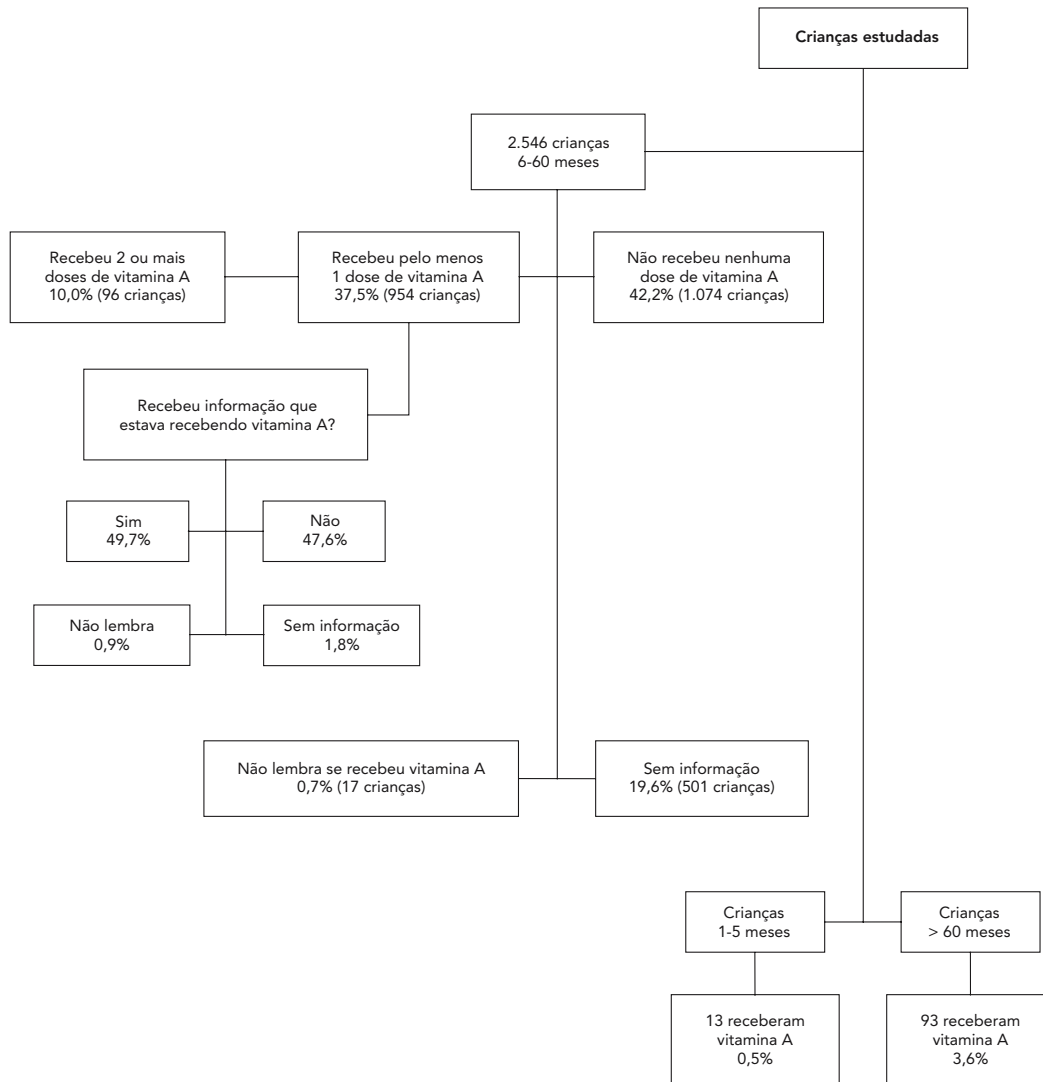 Crianças estudadas
2.546 crianças
6-60 meses
Recebeu 2 ou mais
doses de vitamina A
10,0% (96 crianças)
Recebeu pelo menos
1 dose de vitamina A
37,5% (954 crianças)
Não recebeu nenhuma
dose de vitamina A
42,2% (1.074 crianças)
Recebeu informação que
estava recebendo vitamina A?
Sim
49,7%
Não
47,6%
Não lembra
0,9%
Sem informação
1,8%
Não lembra se recebeu vitamina A
0,7% (17 crianças)
Sem informação
19,6% (501 crianças)
Crianças
1-5 meses
Crianças
> 60 meses
13 receberam
vitamina A
0,5%
93 receberam
vitamina A
3,6%